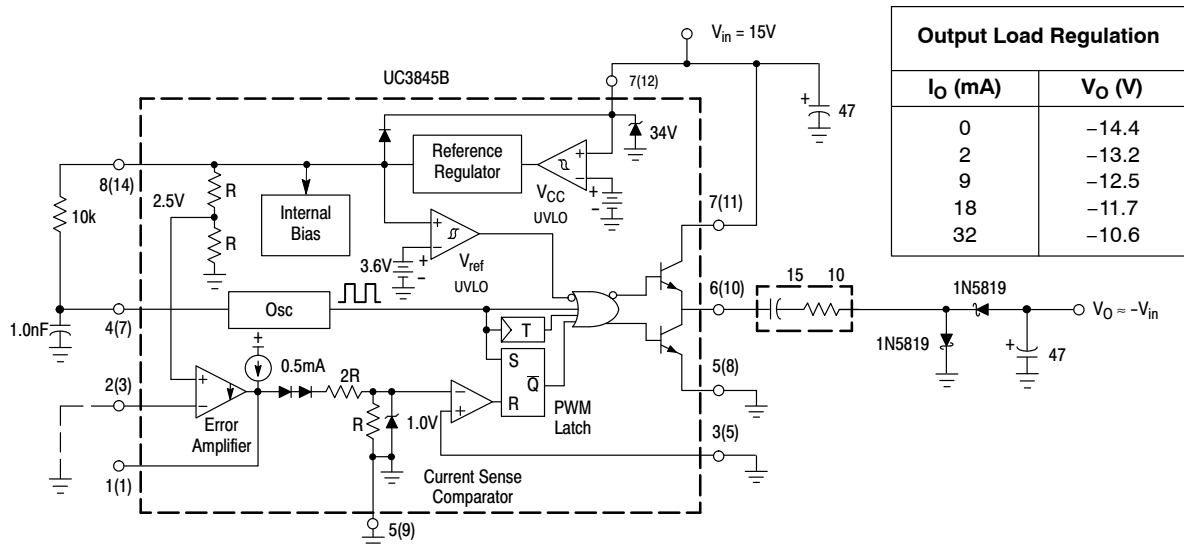 V_in = 15V
Output Load Regulation
I_O (mA) V_O (V)
0 −14.4
2 −13.2
9 −12.5
18 −11.7
32 −10.6
UC3845B
7(12)
+
47
34V
8(14)
R
Reference
Regulator
+
−
V_CC
UVLO
+
−
2.5V
10k
R
Internal
Bias
+
−
V_ref
UVLO
3.6V
+
−
7(11)
15 10
6(10)
1N5819
V_O ≈ −V_in
1N5819
+
47
1.0nF
4(7)
Osc
T
S
Q̅
R
PWM
Latch
5(8)
+
0.5mA
2(3)
+
−
Error
Amplifier
2R
R
1.0V
−
+
Current Sense
Comparator
3(5)
1(1)
5(9)